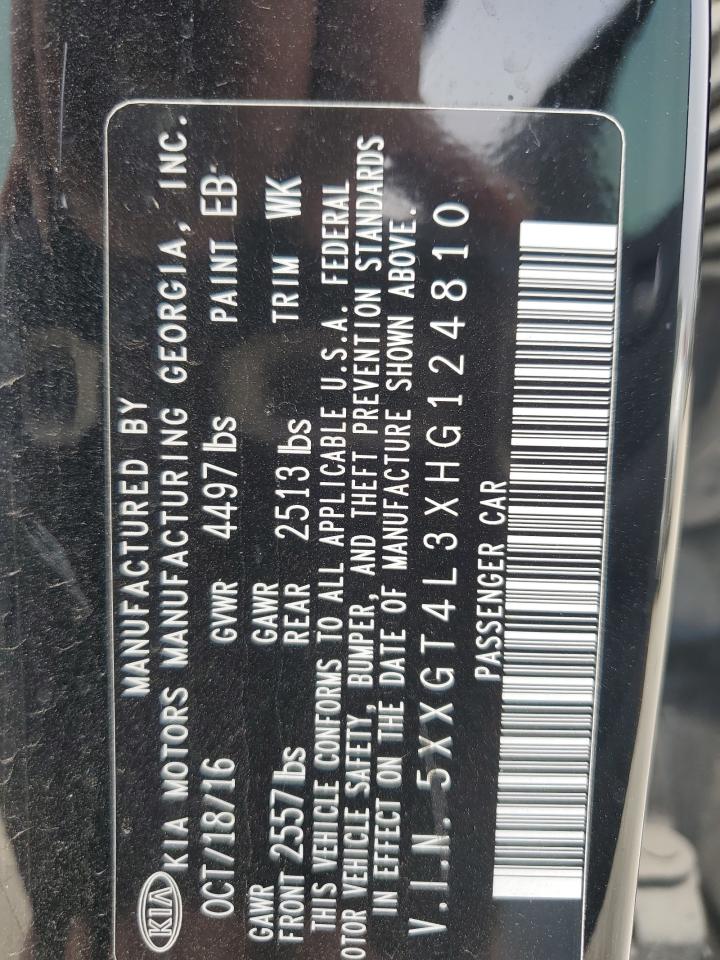 MANUFACTURED BY
KIA KIA MOTORS MANUFACTURING GEORGIA, INC.
OCT/18/16 GVWR 4497 lbs PAINT EB
GAWR FRONT 2557 lbs GAWR REAR 2513 lbs TRIM WK
THIS VEHICLE CONFORMS TO ALL APPLICABLE U.S.A. FEDERAL
OTOR VEHICLE SAFETY, BUMPER, AND THEFT PREVENTION STANDARDS
IN EFFECT ON THE DATE OF MANUFACTURE SHOWN ABOVE.
V.I.N. 5XXGT4L3XHG124810
PASSENGER CAR